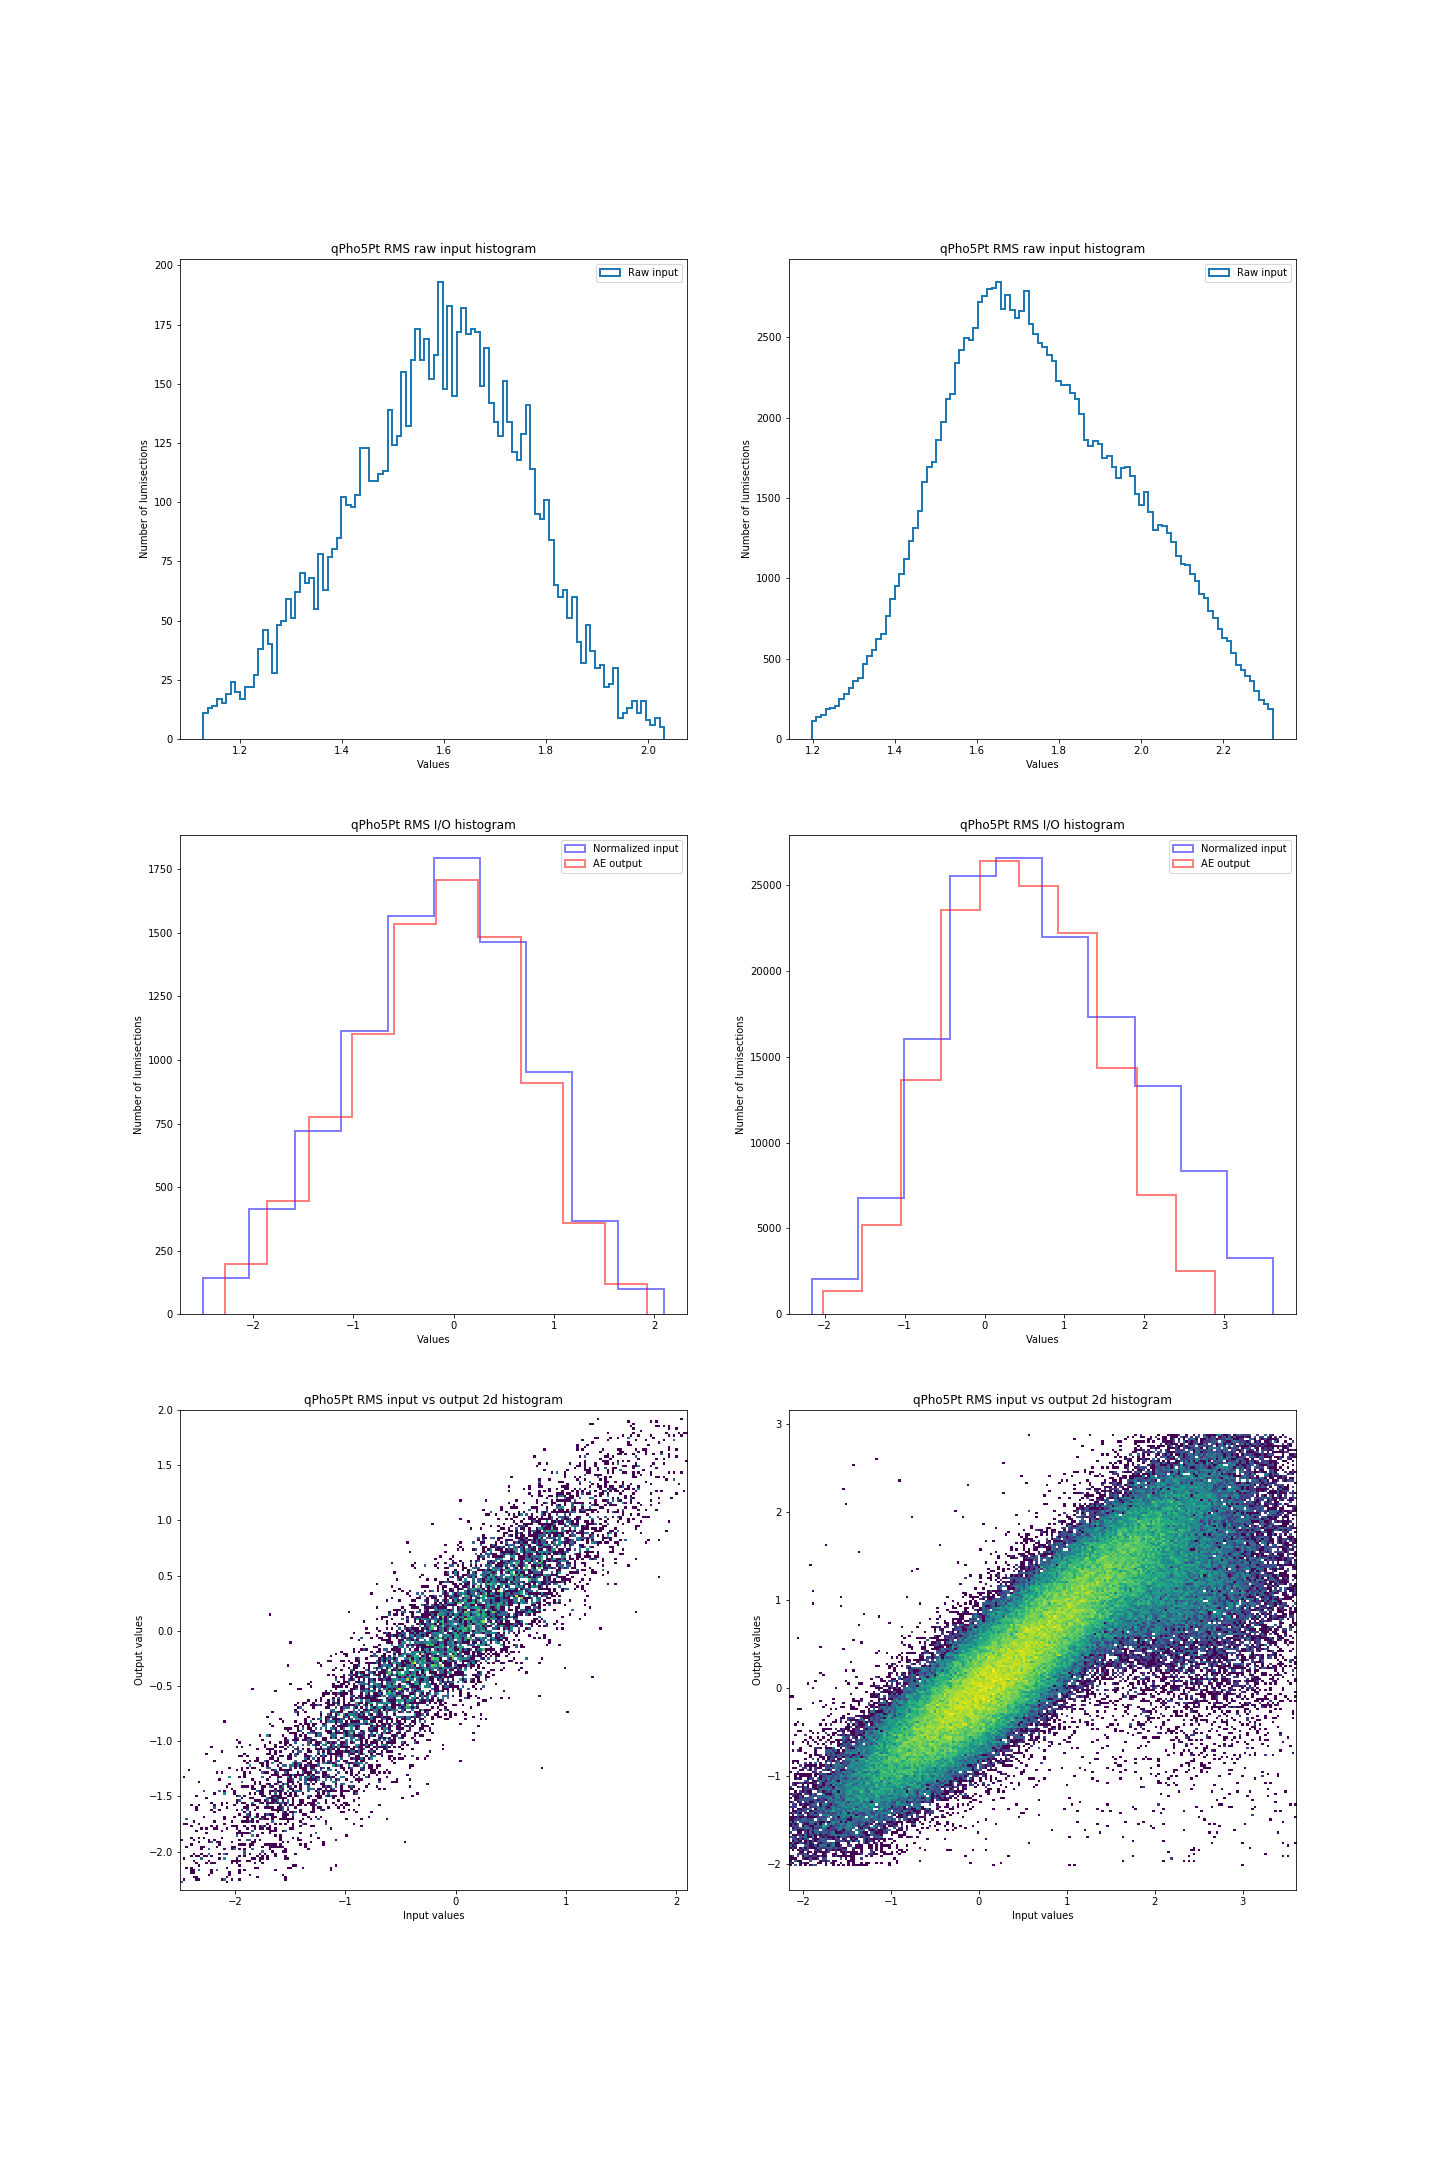 qPho5Pt RMS raw input histogram
Raw input
200
175
150
125
100
75
50
25
0
Number of lumisections
1.2 1.4 1.6 1.8 2.0
Values
qPho5Pt RMS raw input histogram
Raw input
2500
2000
1500
1000
500
0
Number of lumisections
1.2 1.4 1.6 1.8 2.0 2.2
Values
qPho5Pt RMS I/O histogram
Normalized input
AE output
1750
1500
1250
1000
750
500
250
0
Number of lumisections
−2 −1 0 1 2
Values
qPho5Pt RMS I/O histogram
Normalized input
AE output
25000
20000
15000
10000
5000
0
Number of lumisections
−2 −1 0 1 2 3
Values
qPho5Pt RMS input vs output 2d histogram
2.0
1.5
1.0
0.5
0.0
−0.5
−1.0
−1.5
−2.0
Output values
−2 −1 0 1 2
Input values
qPho5Pt RMS input vs output 2d histogram
3
2
1
0
−1
−2
Output values
−2 −1 0 1 2 3
Input values